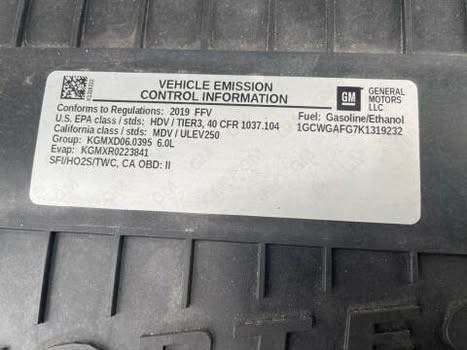 VEHICLE EMISSION
CONTROL INFORMATION
GM
GENERAL
MOTORS
LLC
Conforms to Regulations: 2019 FFV
Fuel: Gasoline/Ethanol
U.S. EPA class / stds: HDV / TIER3, 40 CFR 1037.104
1GCWGAFG7K1319232
California class / stds: MDV / ULEV250
Group: KGMXD06.0395 6.0L
Evap: KGMXR0223841
SFI/HO2S/TWC, CA OBD: II